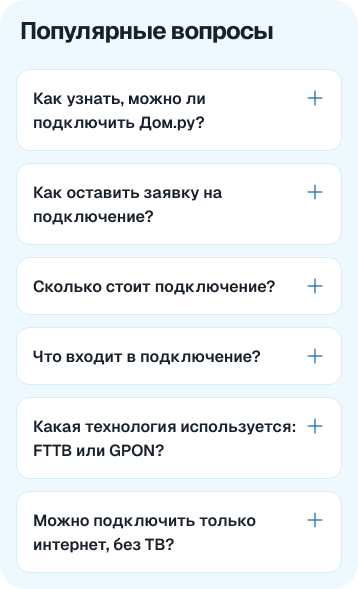 Популярные вопросы
Как узнать, можно ли
подключить Дом.ру?
Как оставить заявку на
подключение?
Сколько стоит подключение?
Что входит в подключение?
Какая технология используется:
FTTB или GPON?
Можно подключить только
интернет, без ТВ?